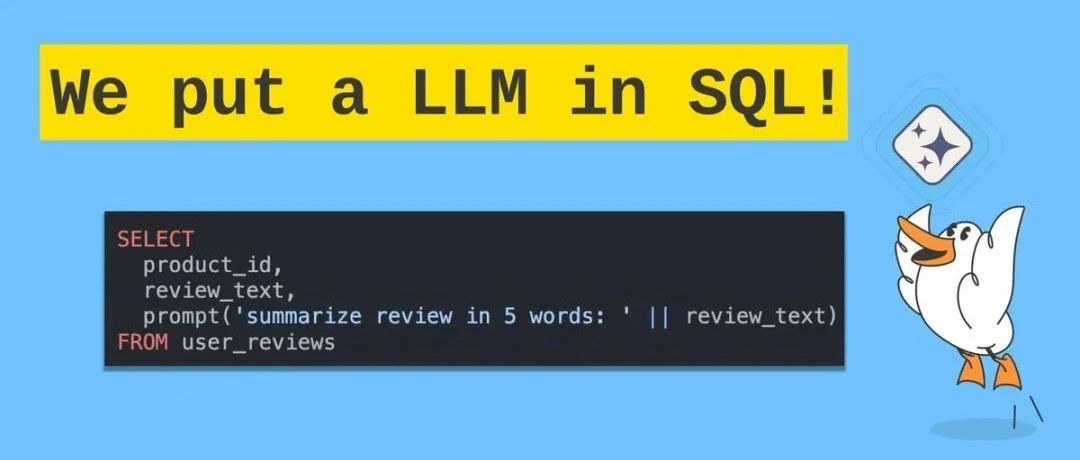 We put a LLM in SQL!
SELECT
product_id,
review_text,
prompt('summarize review in 5 words: ' || review_text)
FROM user_reviews